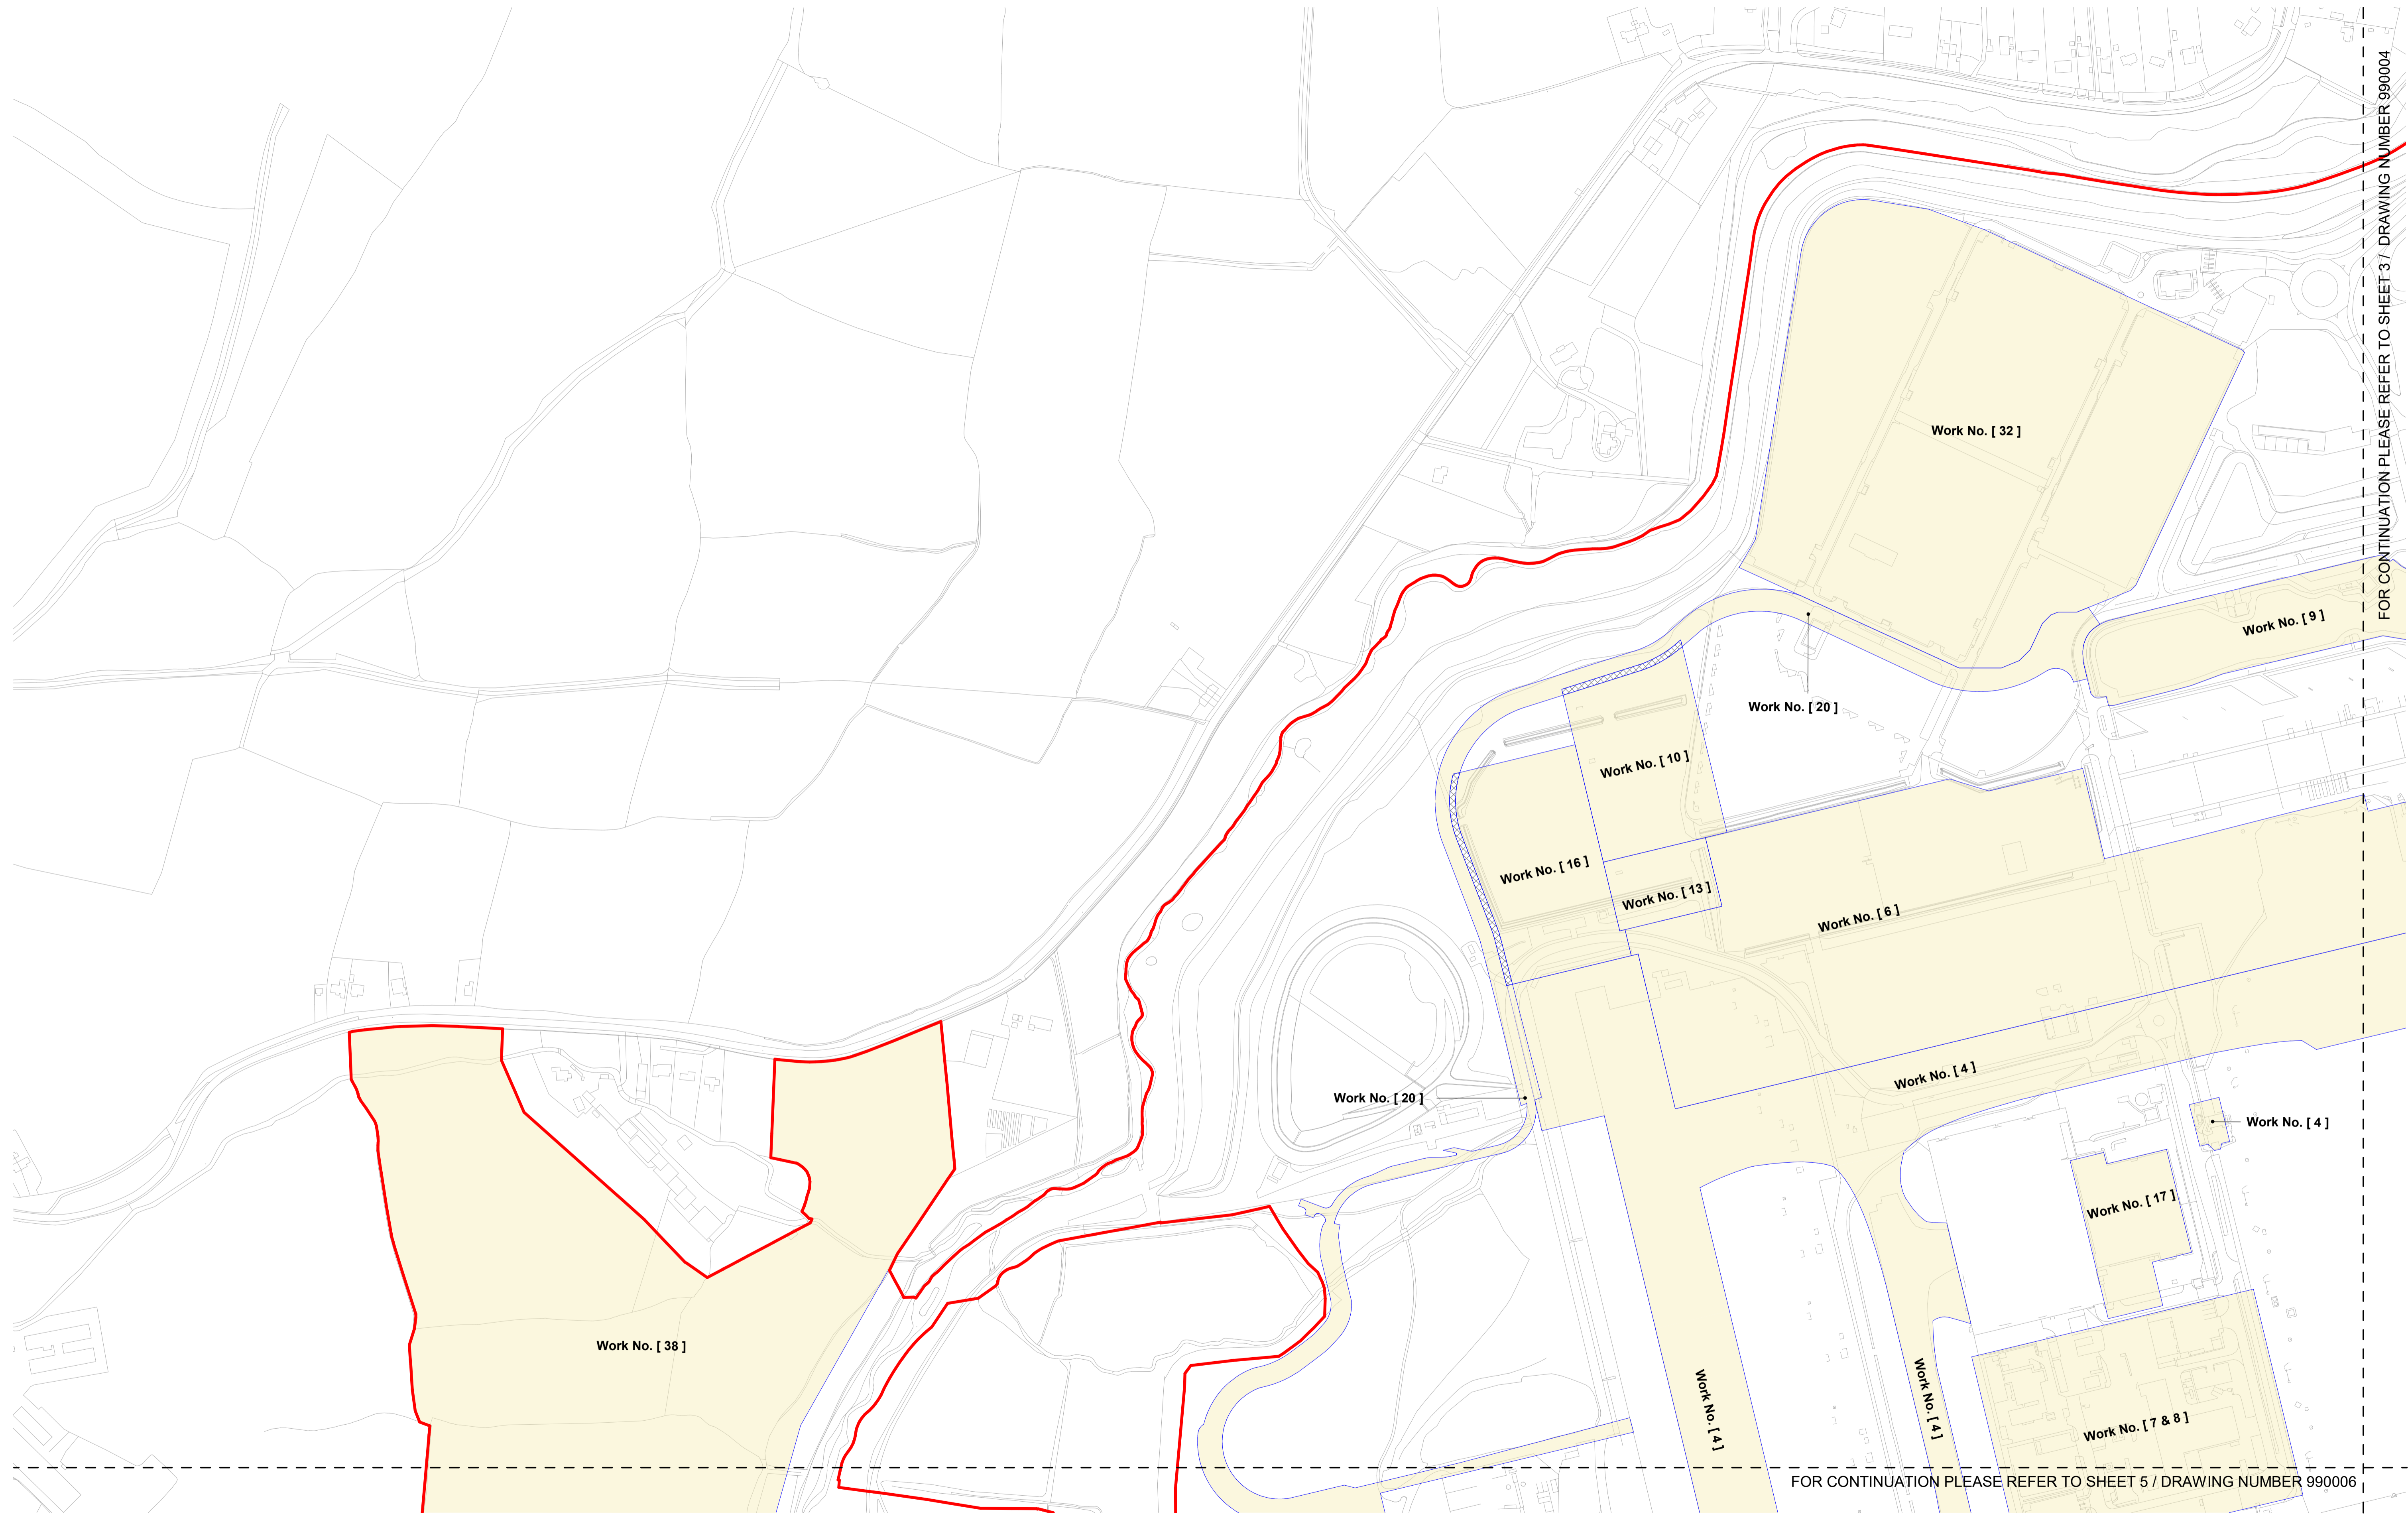 FOR CONTINUATION PLEASE REFER TO SHEET 3 / DRAWING NUMBER 990004
Work No. [ 32 ]
Work No. [ 9 ]
Work No. [ 20 ]
Work No. [ 10 ]
Work No. [ 16 ]
Work No. [ 13 ]
Work No. [ 6 ]
Work No. [ 4 ]
Work No. [ 20 ]
Work No. [ 4 ]
Work No. [ 17 ]
Work No. [ 38 ]
Work No. [ 4 ]
Work No. [ 4 ]
Work No. [ 7 & 8 ]
FOR CONTINUATION PLEASE REFER TO SHEET 5 / DRAWING NUMBER 990006